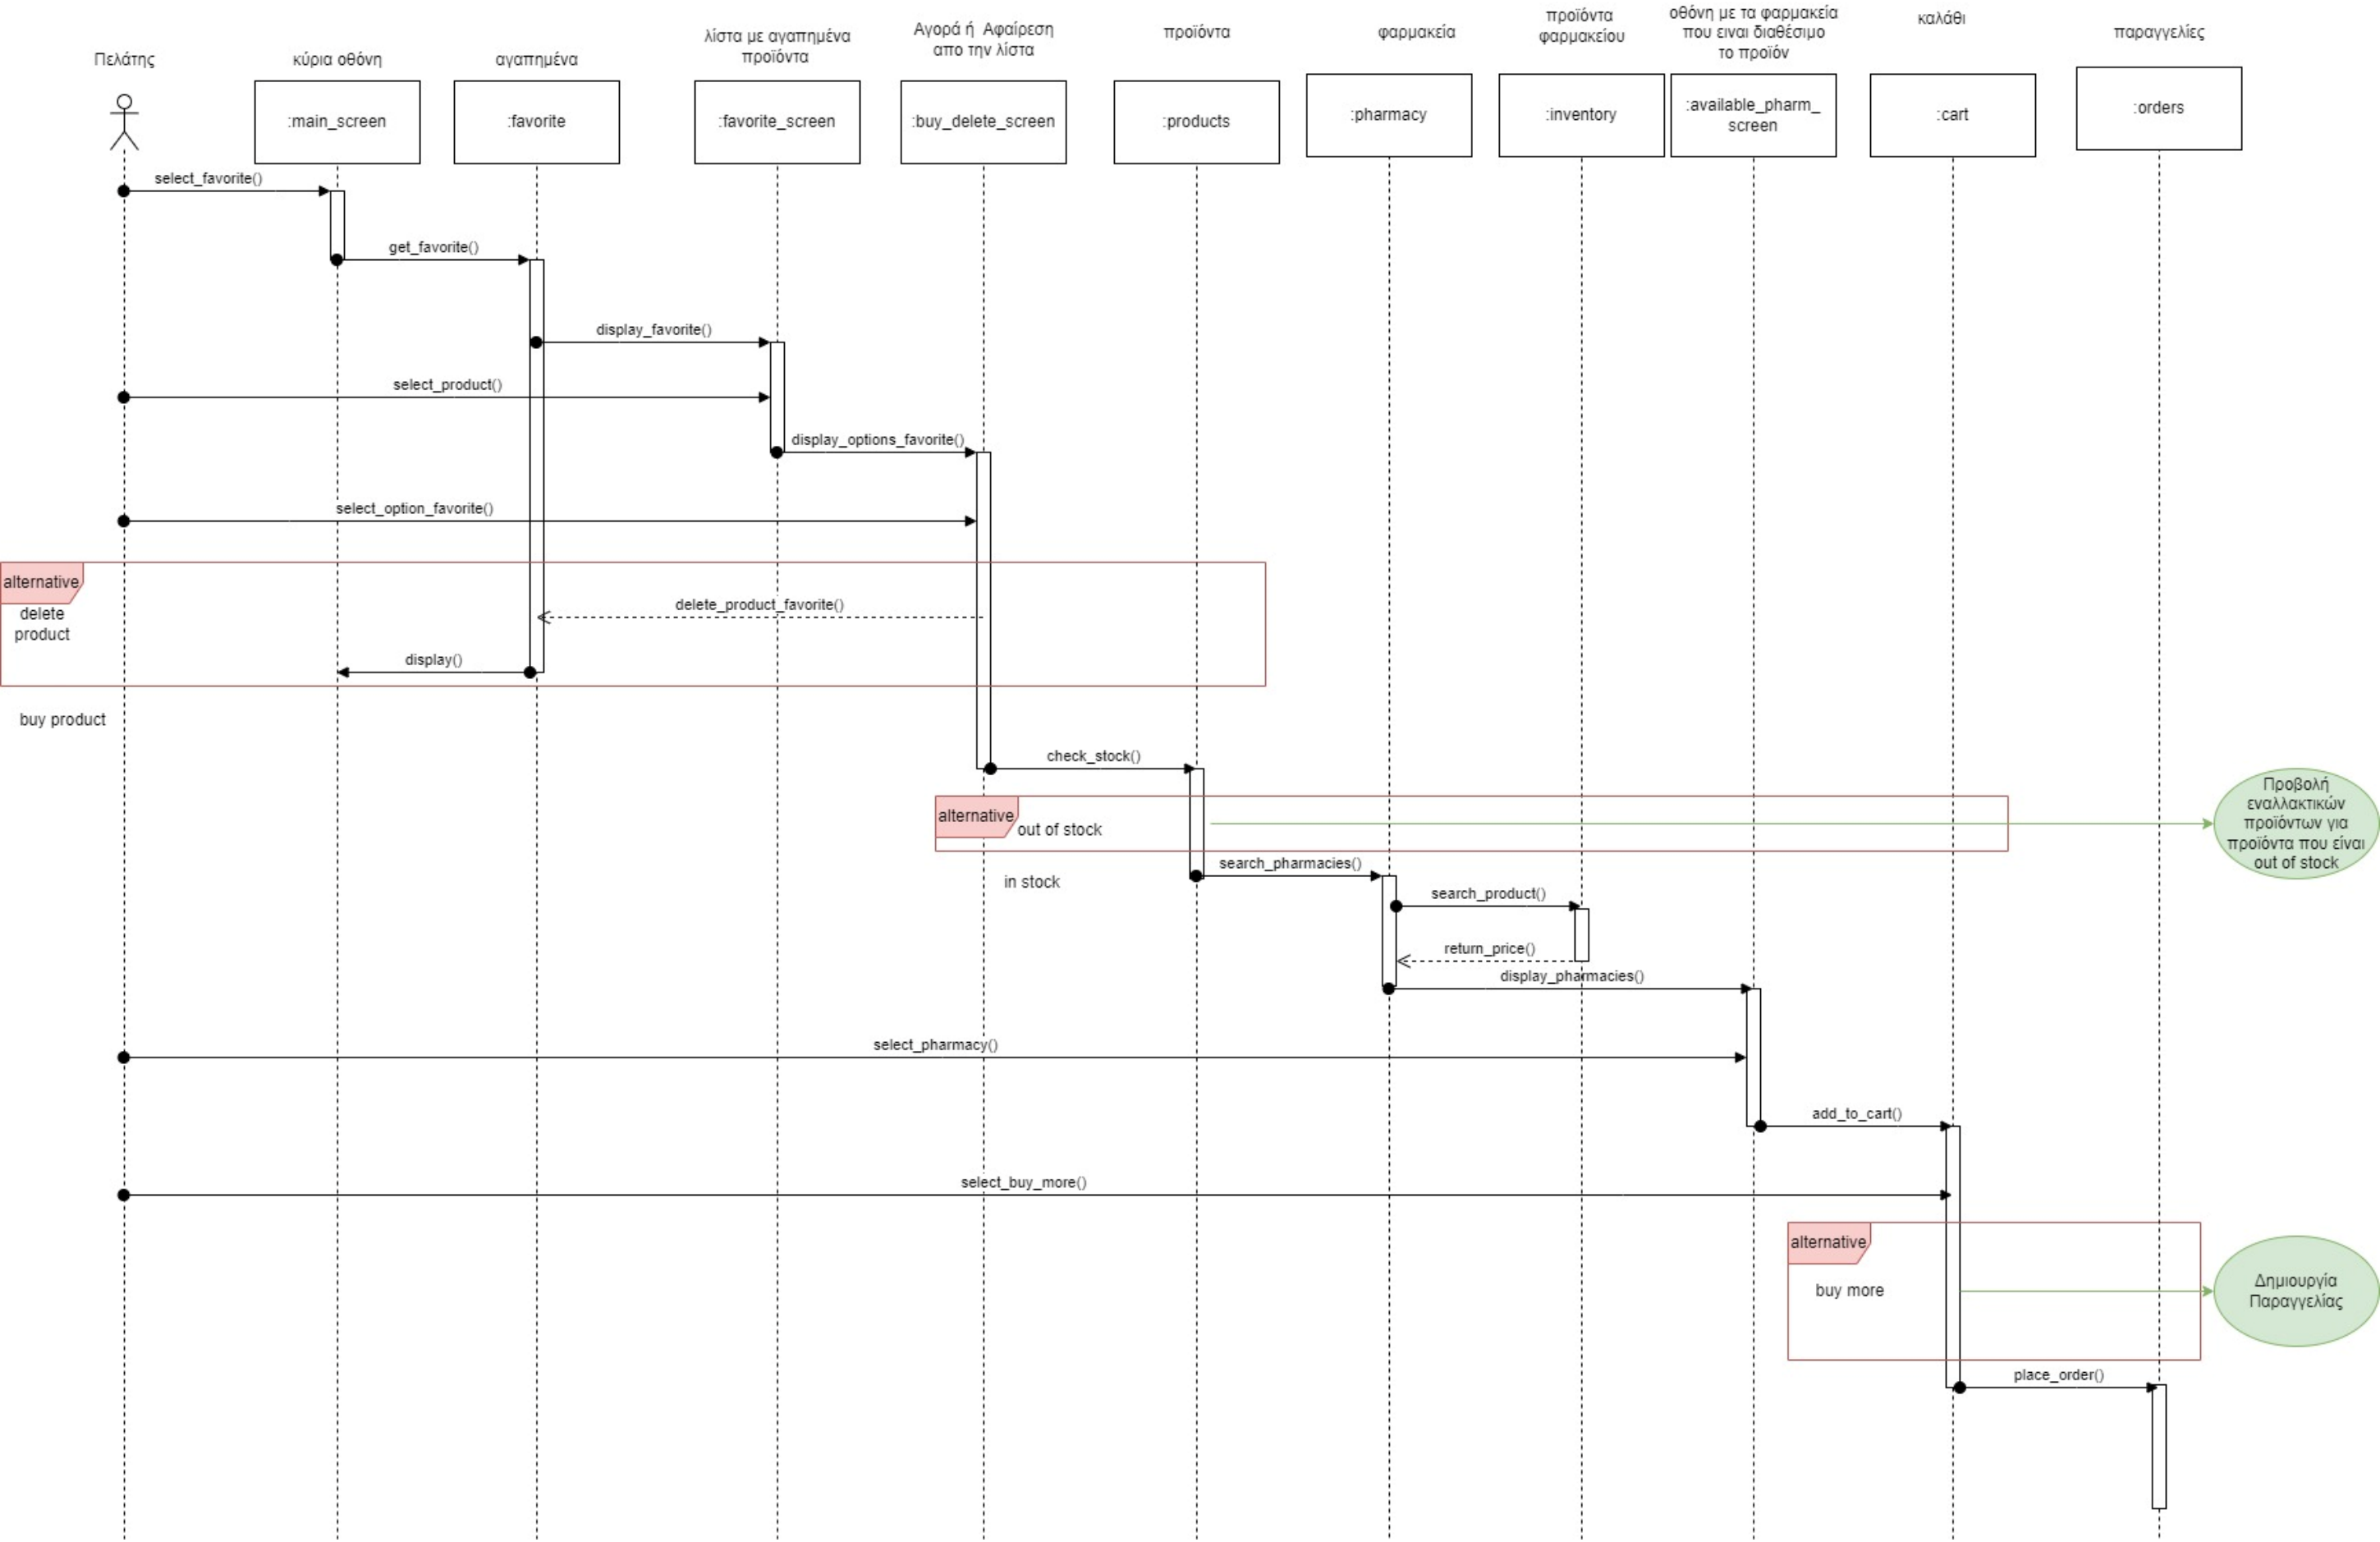 Πελάτης
κύρια οθόνη
αγαπημένα
λίστα με αγαπημένα
προϊόντα
Αγορά ή Αφαίρεση
απο την λίστα
προϊόντα
φαρμακεία
προϊόντα
φαρμακείου
οθόνη με τα φαρμακεία
που ειναι διαθέσιμο
το προϊόν
καλάθι
παραγγελίες
:main_screen
:favorite
:favorite_screen
:buy_delete_screen
:products
:pharmacy
:inventory
:available_pharm_
screen
:cart
:orders
select_favorite()
get_favorite()
display_favorite()
select_product()
display_options_favorite()
select_option_favorite()
alternative
delete
product
delete_product_favorite()
display()
buy product
check_stock()
alternative
out of stock
Προβολή
εναλλακτικών
προϊόντων για
προϊόντα που είναι
out of stock
search_pharmacies()
in stock
search_product()
return_price()
display_pharmacies()
select_pharmacy()
add_to_cart()
select_buy_more()
alternative
buy more
Δημιουργία
Παραγγελίας
place_order()